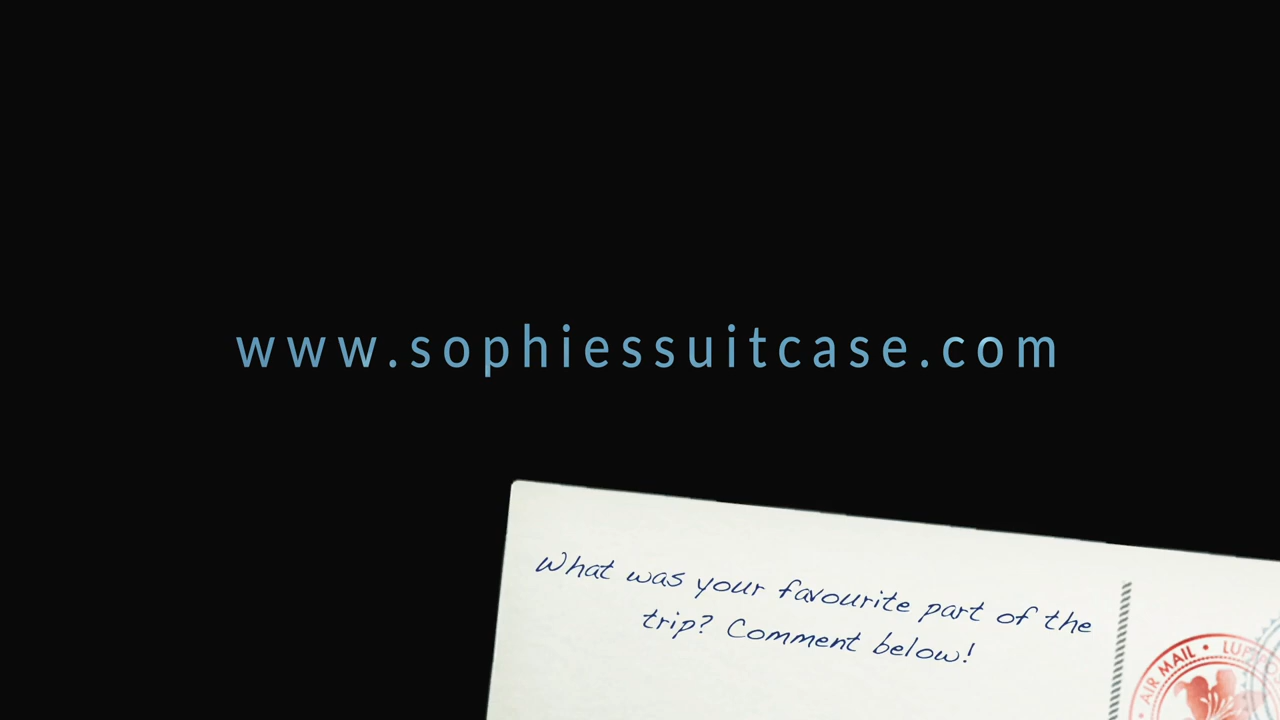 www.sophiessuitcase.com
What was your favourite part of the
trip? Comment below!
AIR MAIL •